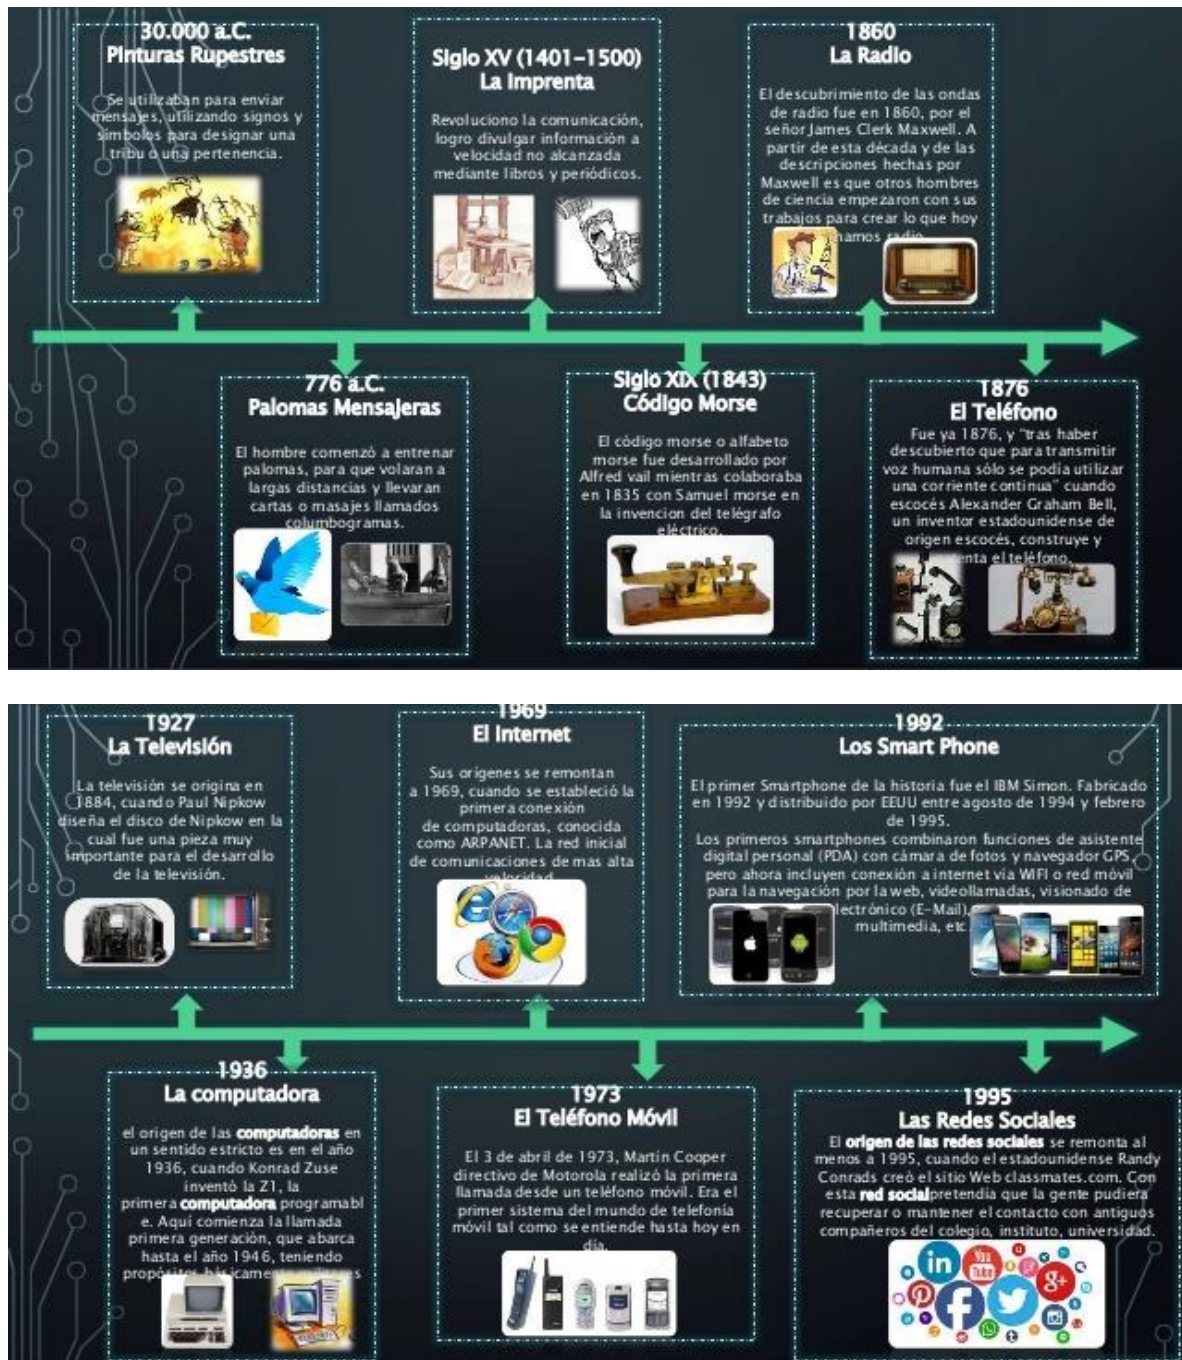 30.000 a.C.
Pinturas Rupestres
Se utilizaban para enviar
mensajes, utilizando signos y
símbolos para designar una
tribu o una pertenencia.
Siglo XV (1401-1500)
La Imprenta
Revoluciono la comunicación,
logro divulgar información a
velocidad no alcanzada
mediante libros y periódicos.
1860
La Radio
El descubrimiento de las ondas
de radio fue en 1860, por el
señor James Clerk Maxwell. A
partir de esta década y de las
descripciones hechas por
Maxwell es que otros hombres
de ciencia empezaron con sus
trabajos para crear lo que hoy
radio
776 a.C.
Palomas Mensajeras
El hombre comenzó a entrenar
palomas, para que volaran a
largas distancias y llevaran
cartas o masajes llamados
columbogramas.
Siglo XIX (1843)
Código Morse
El código morse o alfabeto
morse fue desarrollado por
Alfred vail mientras colaboraba
en 1835 con Samuel morse en
la invencion del telégrafo
eléctrico.
1876
El Teléfono
Fue ya 1876, y "tras haber
descubierto que para transmitir
voz humana sólo se podía utilizar
una corriente continua" cuando
escocés Alexander Graham Bell,
un inventor estadounidense de
origen escocés, construye y
el teléfono.
1927
La Televisión
La televisión se origina en
1884, cuando Paul Nipkow
diseña el disco de Nipkow en la
cual fue una pieza muy
importante para el desarrollo
de la televisión.
1969
El Internet
Sus orígenes se remontan
a 1969, cuando se estableció la
primera conexión
de computadoras, conocida
como ARPANET. La red inicial
de comunicaciones de mas alta
velocidad
1992
Los Smart Phone
El primer Smartphone de la historia fue el IBM Simon. Fabricado
en 1992 y distribuido por EEUU entre agosto de 1994 y febrero
de 1995.
Los primeros smartphones combinaron funciones de asistente
digital personal (PDA) con cámara de fotos y navegador GPS,
pero ahora incluyen conexión a internet vía WIFI o red móvil
para la navegación por la web, videollamadas, visionado de
(E-Mail),
multimedia, etc
1936
La computadora
el origen de las computadoras en
un sentido estricto es en el año
1936, cuando Konrad Zuse
inventó la Z1, la
primera computadora programabl
e. Aquí comienza la llamada
primera generación, que abarca
hasta el año 1946, teniendo
1973
El Teléfono Móvil
El 3 de abril de 1973, Martin Cooper
directivo de Motorola realizó la primera
llamada desde un teléfono móvil. Era el
primer sistema del mundo de telefonía
móvil tal como se entiende hasta hoy en
día.
1995
Las Redes Sociales
El origen de las redes sociales se remonta al
menos a 1995, cuando el estadounidense Randy
Conrads creó el sitio Web classmates.com. Con
esta red social pretendía que la gente pudiera
recuperar o mantener el contacto con antiguos
compañeros del colegio, instituto, universidad.
in
You
Tube
g+